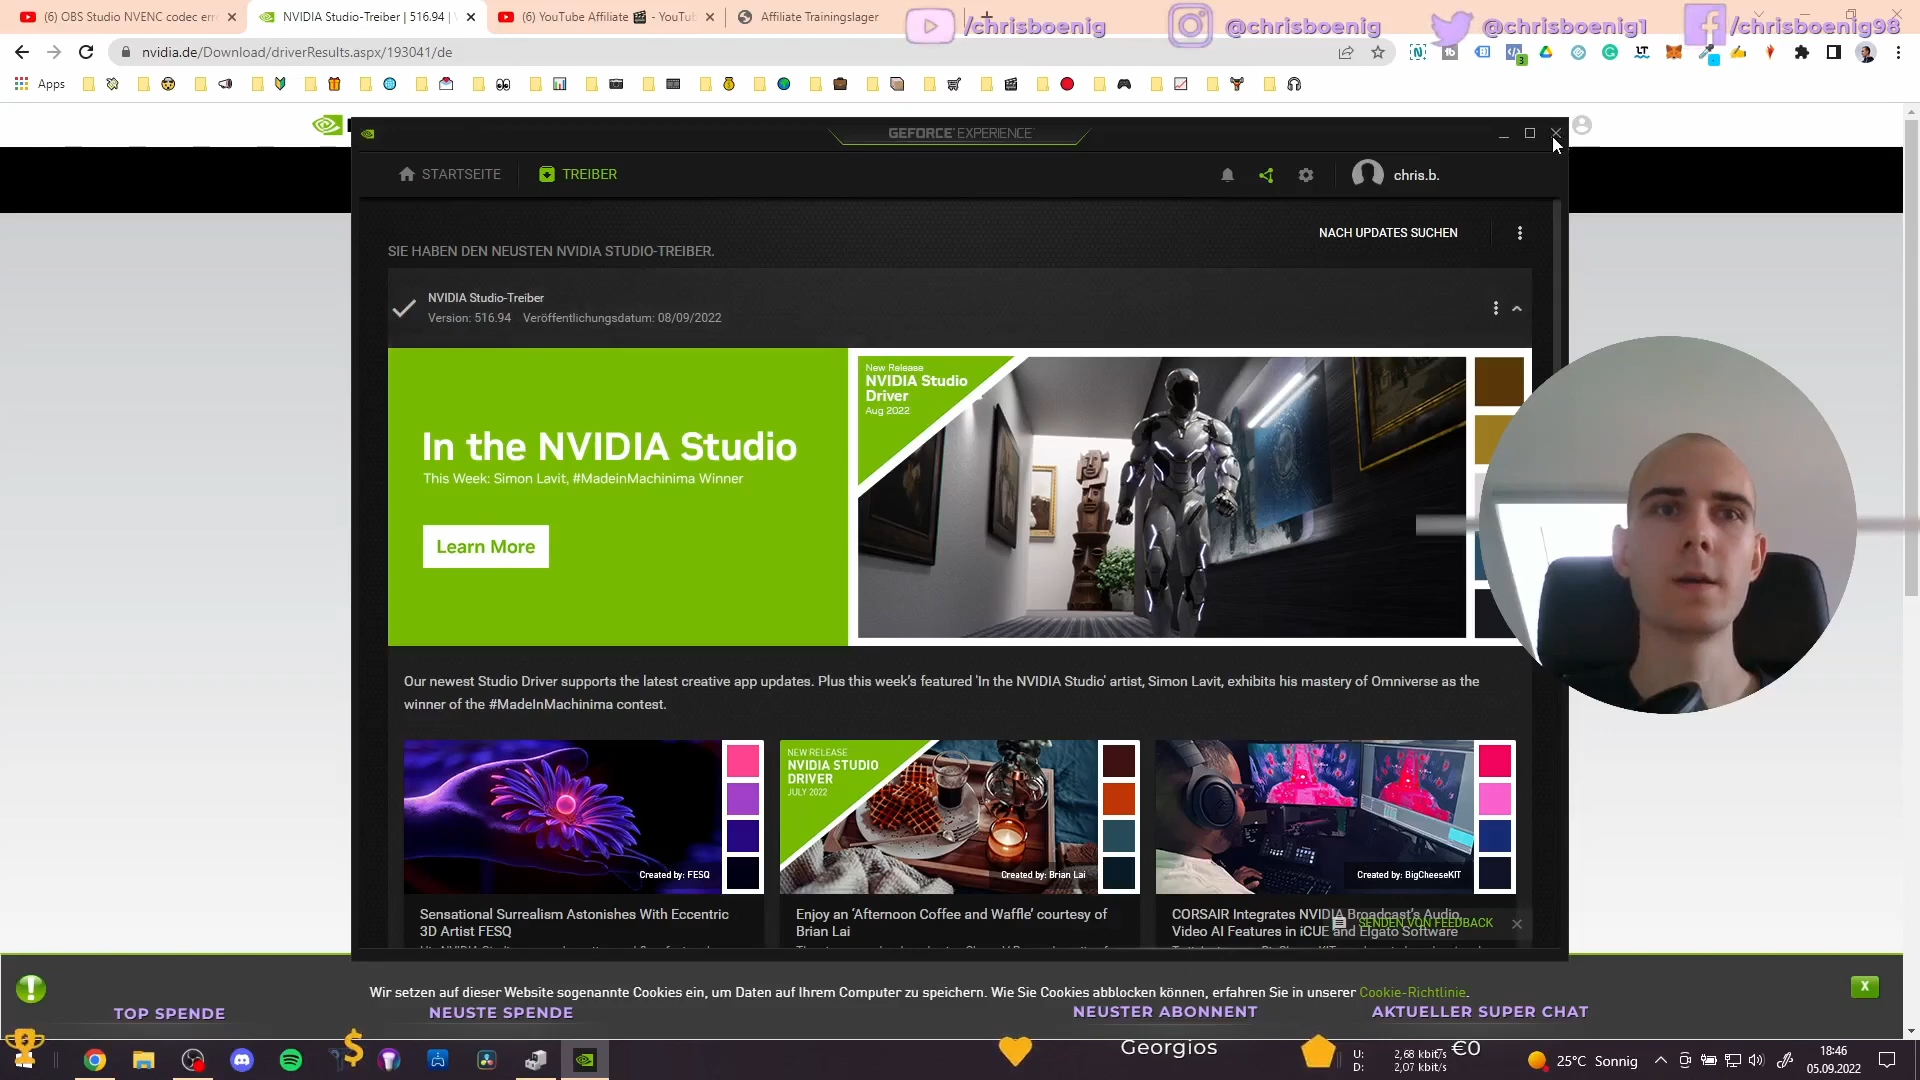 (6) OBS Studio NVENC codec err
NVIDIA Studio-Treiber | 516.94 |
(6) YouTube Affiliate 🎬 - YouTu
Affiliate Trainingslager
/chrisboenig
@chrisboenig
@chrisboenig1
/chrisboenig98
nvidia.de/Download/driverResults.aspx/193041/de
Apps
GEFORCE EXPERIENCE
STARTSEITE
TREIBER
chris.b.
NACH UPDATES SUCHEN
SIE HABEN DEN NEUSTEN NVIDIA STUDIO-TREIBER.
NVIDIA Studio-Treiber
Version: 516.94 Veröffentlichungsdatum: 08/09/2022
In the NVIDIA Studio
This Week: Simon Lavit, #MadeinMachinima Winner
Learn More
New Release
NVIDIA Studio
Driver
Aug 2022
Our newest Studio Driver supports the latest creative app updates. Plus this week's featured 'In the NVIDIA Studio' artist, Simon Lavit, exhibits his mastery of Omniverse as the
winner of the #MadeInMachinima contest.
Created by: FESQ
NEW RELEASE
NVIDIA STUDIO
DRIVER
JULY 2022
Created by: Brian Lai
Created by: BigCheeseKIT
Sensational Surrealism Astonishes With Eccentric
3D Artist FESQ
Enjoy an 'Afternoon Coffee and Waffle' courtesy of
Brian Lai
CORSAIR Integrates NVIDIA Broadcast's Audio,
Video AI Features in iCUE and Elgato Software
SENDEN VON FEEDBACK
Wir setzen auf dieser Website sogenannte Cookies ein, um Daten auf Ihrem Computer zu speichern. Wie Sie Cookies abblocken können, erfahren Sie in unserer Cookie-Richtlinie.
X
TOP SPENDE
NEUSTE SPENDE
NEUSTER ABONNENT
AKTUELLER SUPER CHAT
Georgios
€0
U: 2,68 kbit/s
D: 2,07 kbit/s
25°C Sonnig
18:46
05.09.2022